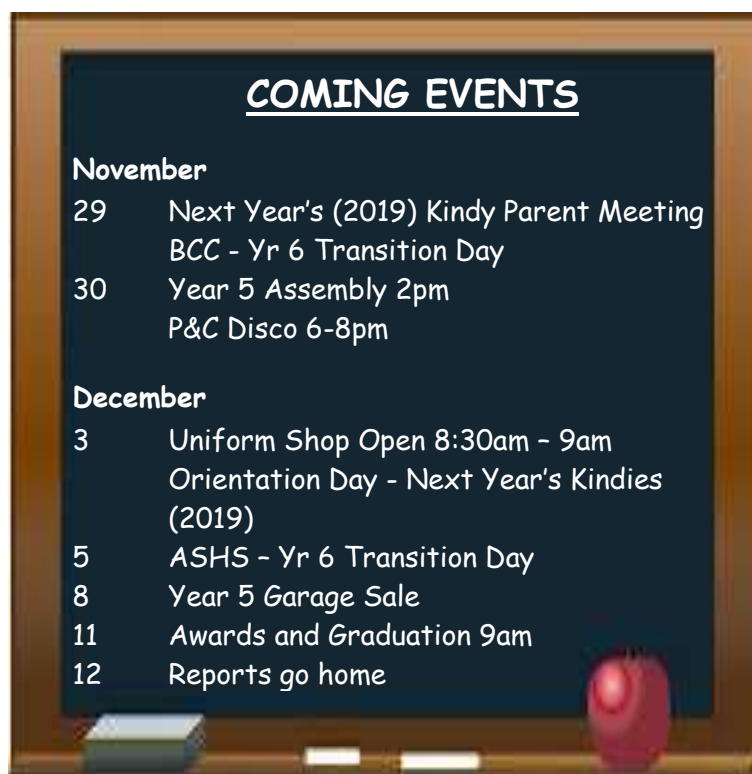 COMING EVENTS
November
29 Next Year's (2019) Kindy Parent Meeting
BCC - Yr 6 Transition Day
30 Year 5 Assembly 2pm
P&C Disco 6-8pm
December
3 Uniform Shop Open 8:30am – 9am
Orientation Day - Next Year's Kindies
(2019)
5 ASHS – Yr 6 Transition Day
8 Year 5 Garage Sale
11 Awards and Graduation 9am
12 Reports go home